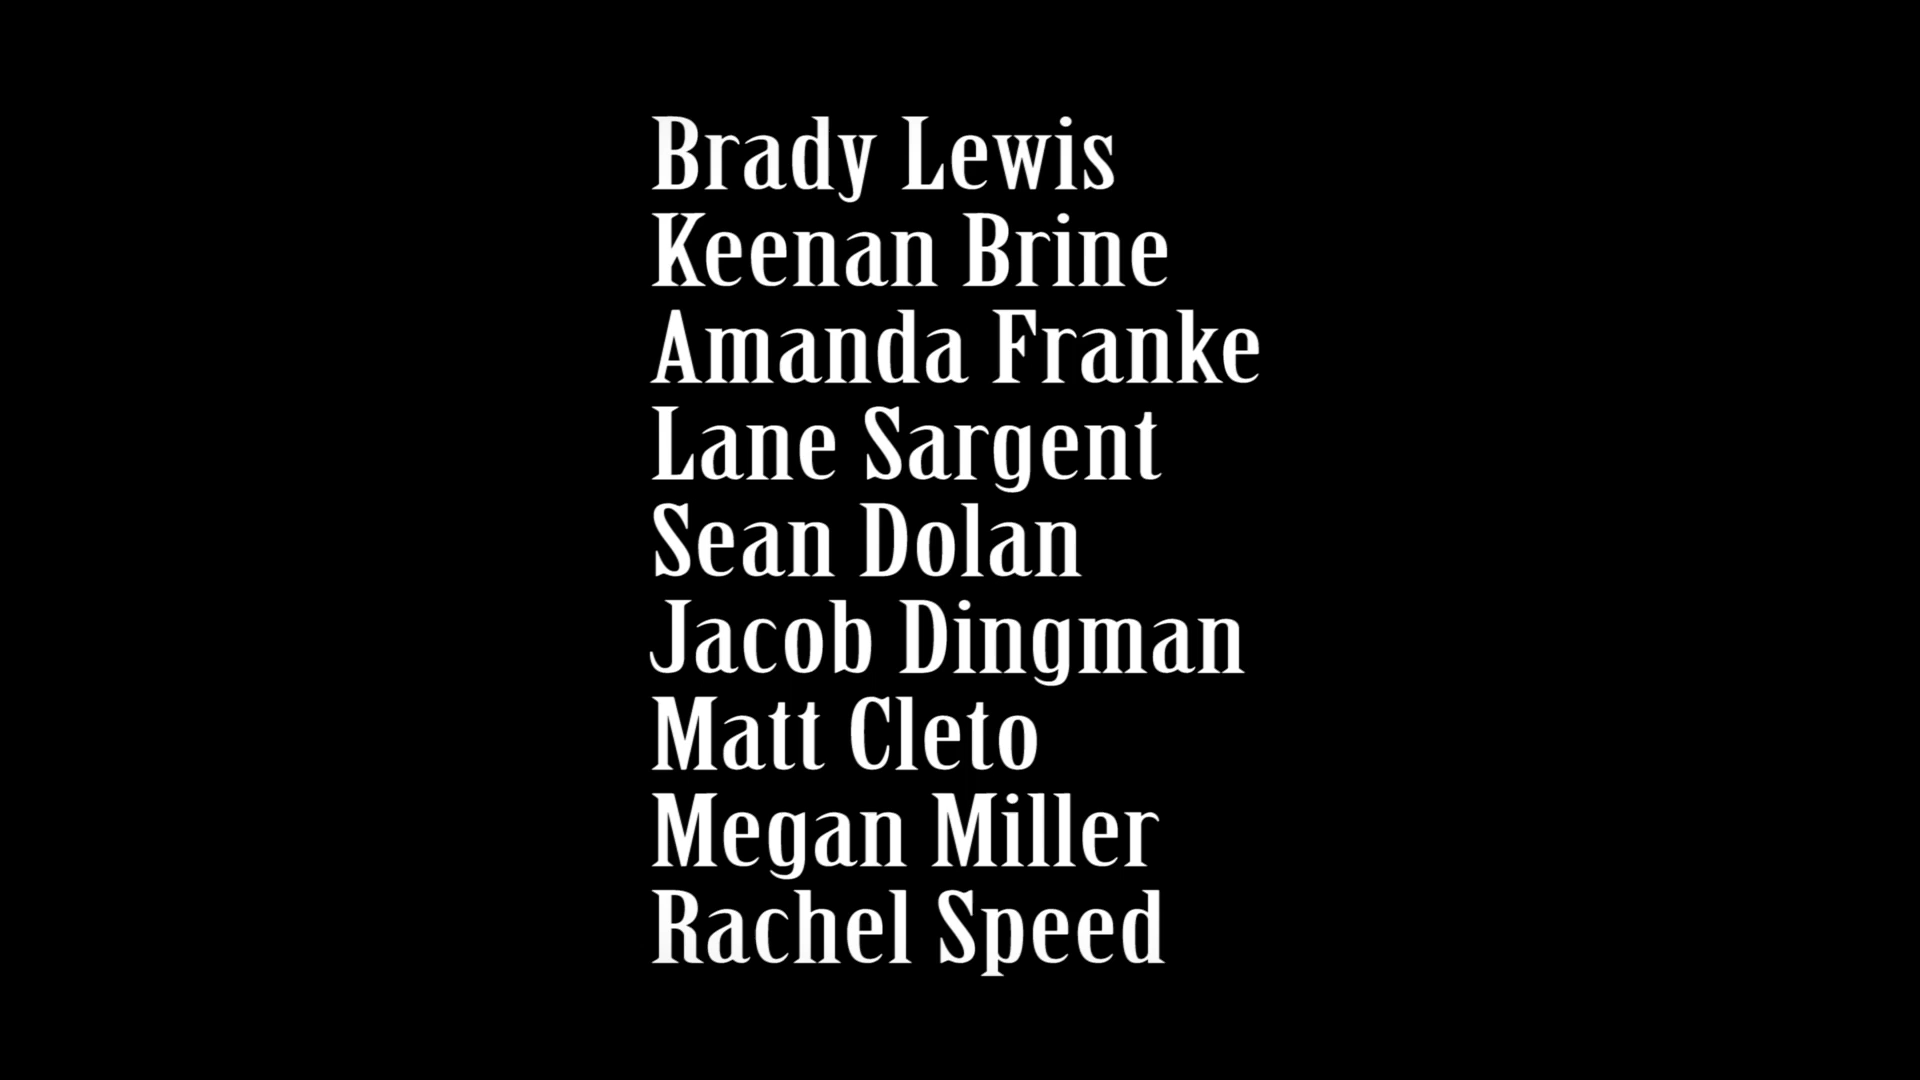 Brady Lewis
Keenan Brine
Amanda Franke
Lane Sargent
Sean Dolan
Jacob Dingman
Matt Cleto
Megan Miller
Rachel Speed